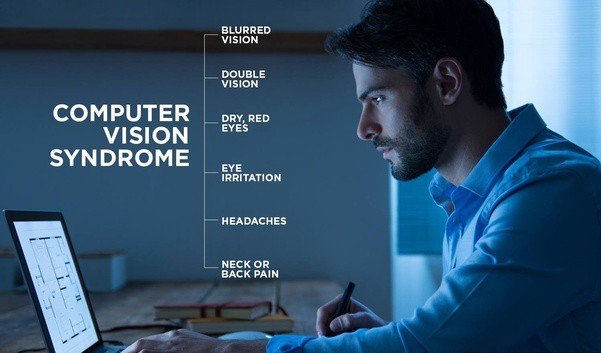 COMPUTER
VISION
SYNDROME
BLURRED
VISION
DOUBLE
VISION
DRY, RED
EYES
EYE
IRRITATION
HEADACHES
NECK OR
BACK PAIN